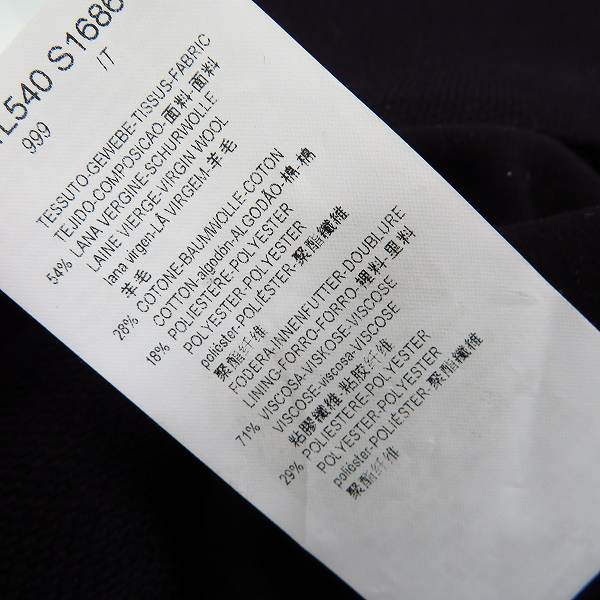 L540 S1686
/IT
999
TESSUTO-GEWEBE-TISSUS-FABRIC
TEJIDO-COMPOSICAO-面料-面料
54% LANA VERGINE-SCHURWOLLE
LAINE VIERGE-VIRGIN WOOL
lana virgen-LÃ VIRGEM-羊毛
羊毛
28% COTONE-BAUMWOLLE-COTON
COTTON-algodón-ALGODÃO-棉-棉
18% POLIESTERE-POLYESTER
POLYESTER-POLYESTER
poliéster-POLIÉSTER-聚酯纖維
聚酯纤维
FODERA-INNENFUTTER-DOUBLURE
LINING-FORRO-FORRO-裡料-里料
71% VISCOSA-VISKOSE-VISCOSE
VISCOSE-viscosa-VISCOSE
粘膠纖維 粘胶纤维
29% POLIESTERE-POLYESTER
POLYESTER-POLYESTER
poliéster-POLIÉSTER-聚酯纖維
聚酯纤维